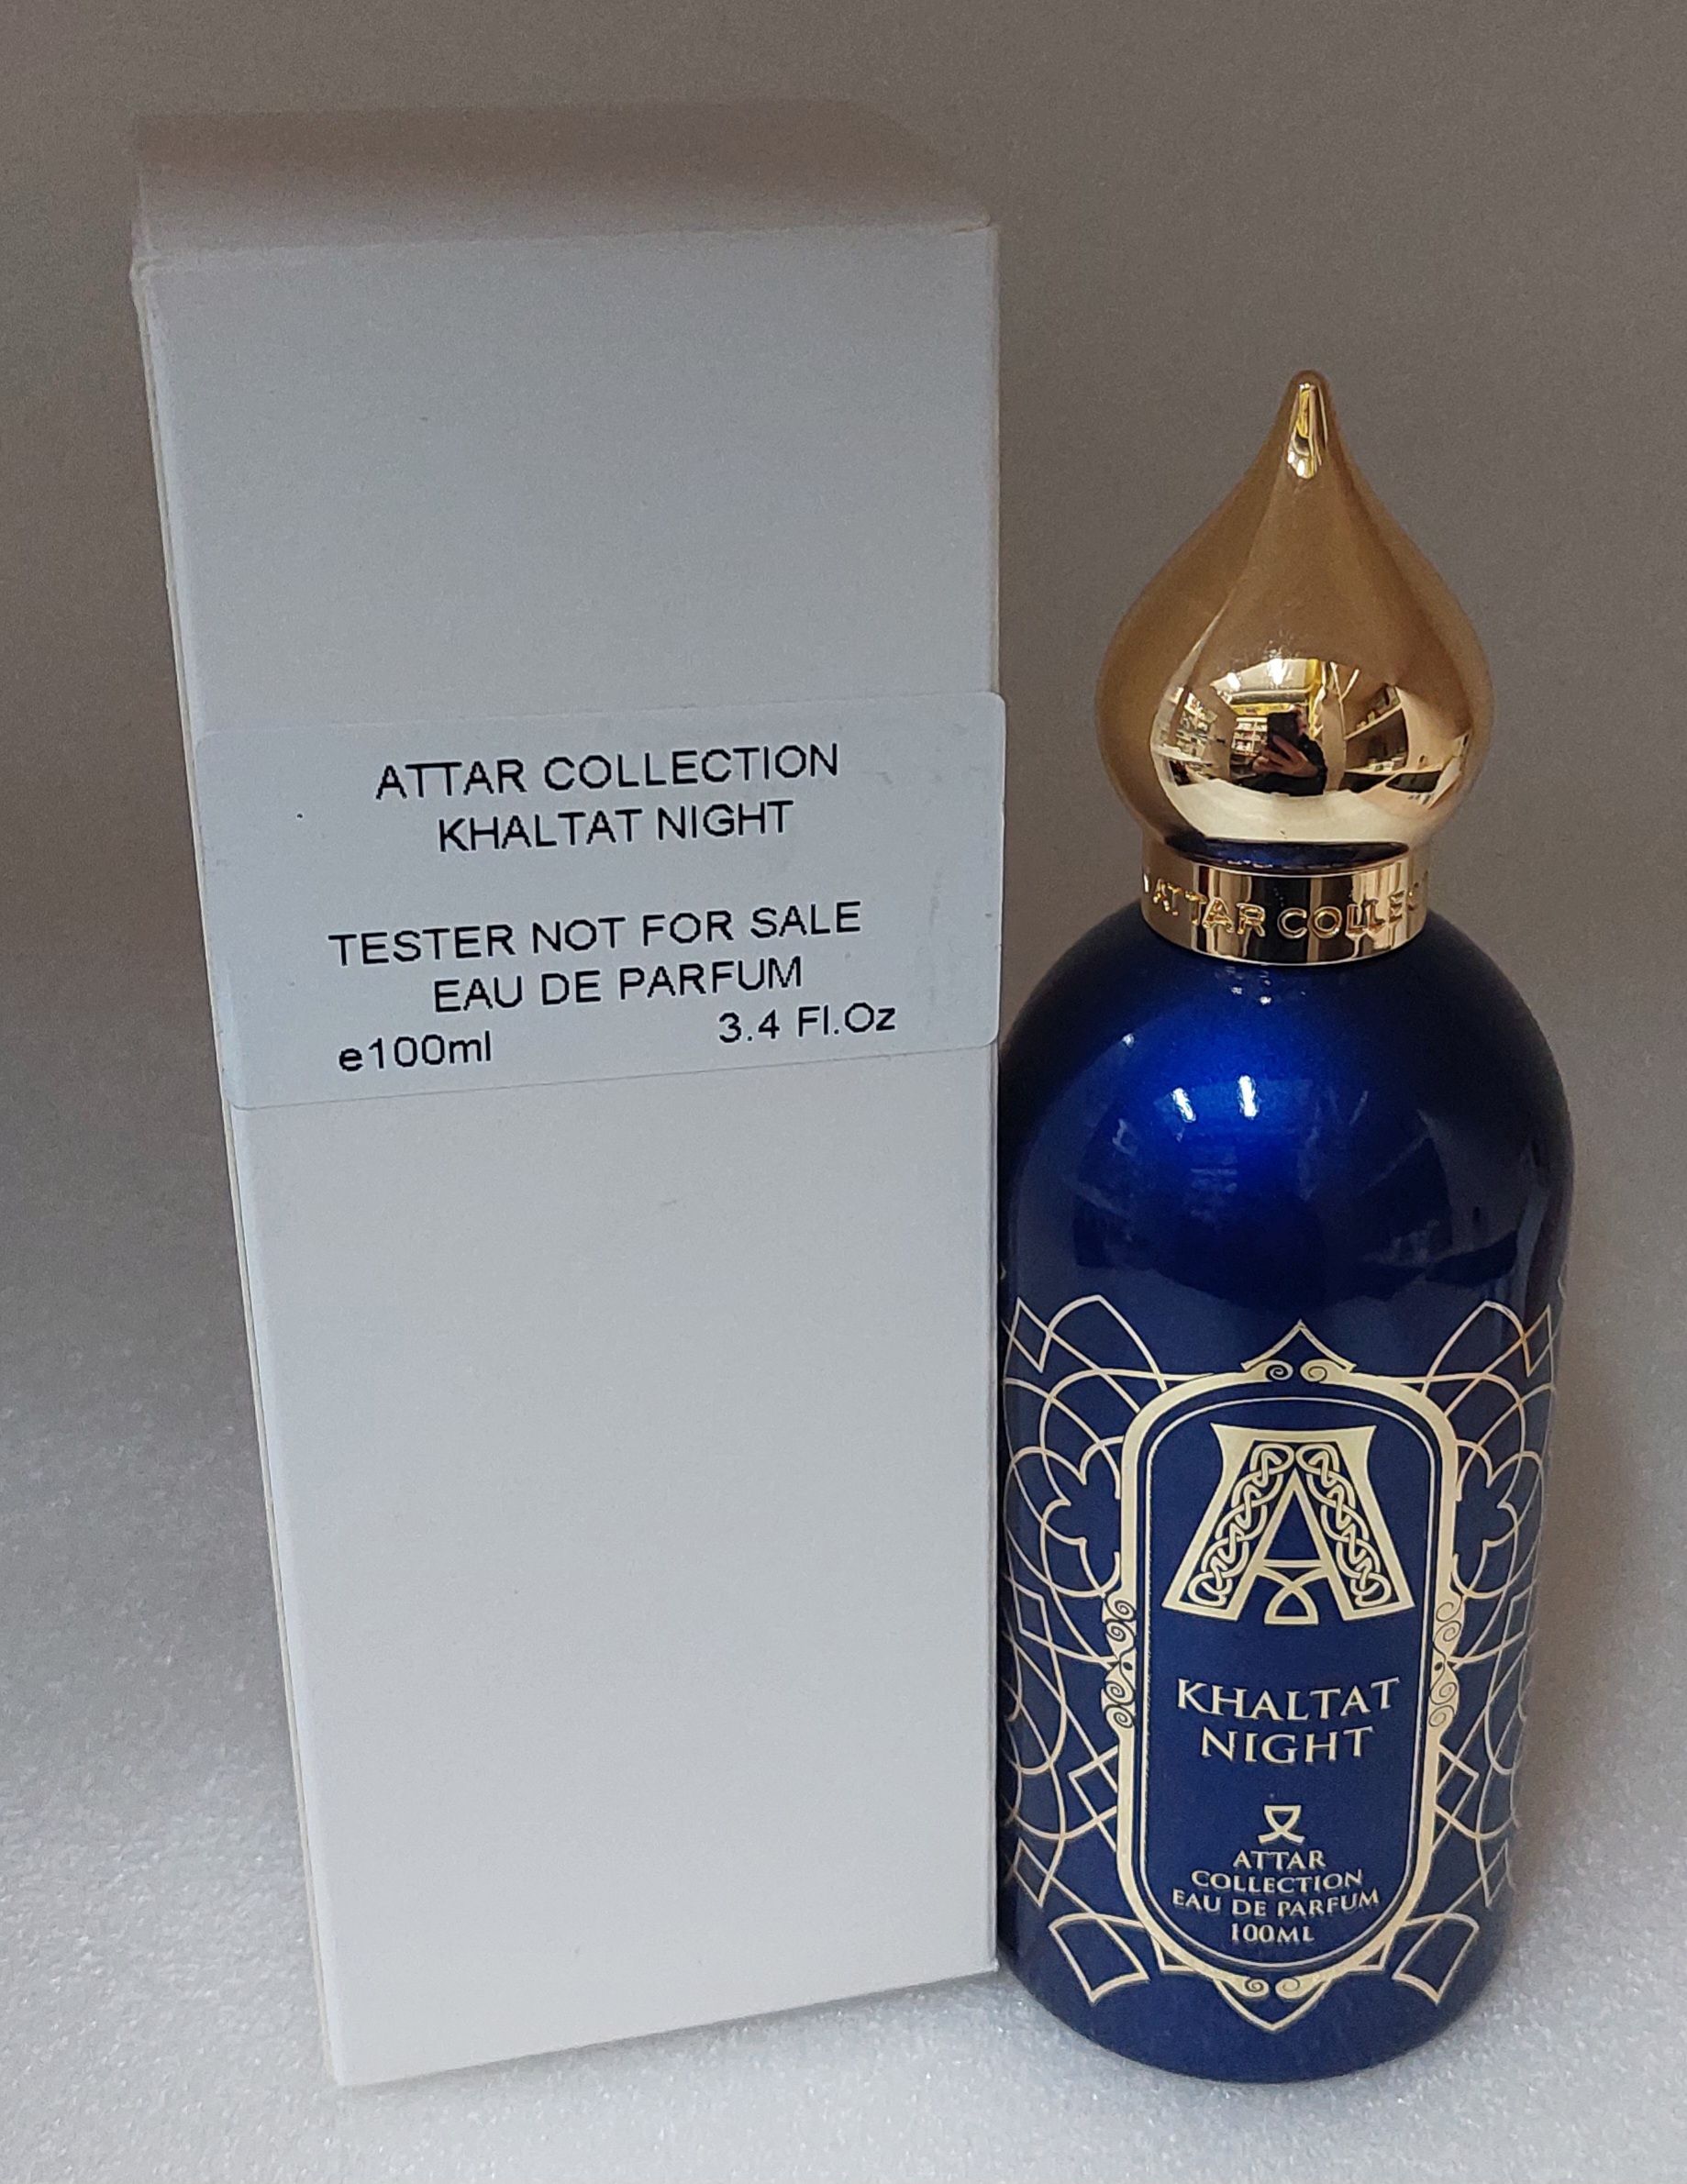 ATTAR COLLECTION
KHALTAT NIGHT
TESTER NOT FOR SALE
EAU DE PARFUM
e100ml 3.4 Fl.Oz
ATTAR COLLEC
A
KHALTAT
NIGHT
ATTAR
COLLECTION
EAU DE PARFUM
100ML